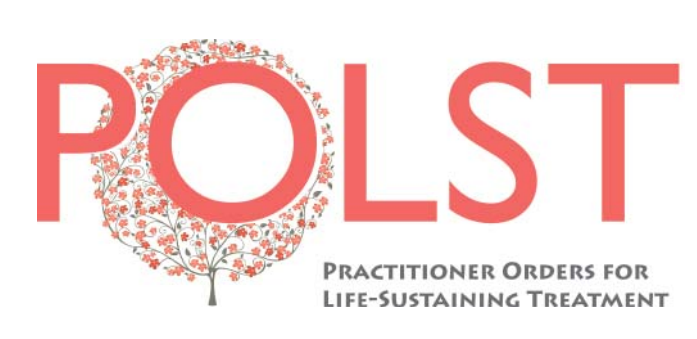 POLST
Practitioner Orders for
Life-Sustaining Treatment